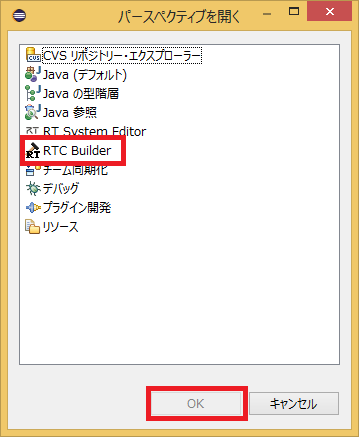 パースペクティブを開く
CVS リポジトリー・エクスプローラー
Java (デフォルト)
Java の型階層
Java 参照
RT System Editor
RTC Builder
チーム同期化
デバッグ
プラグイン開発
リソース
OK
キャンセル